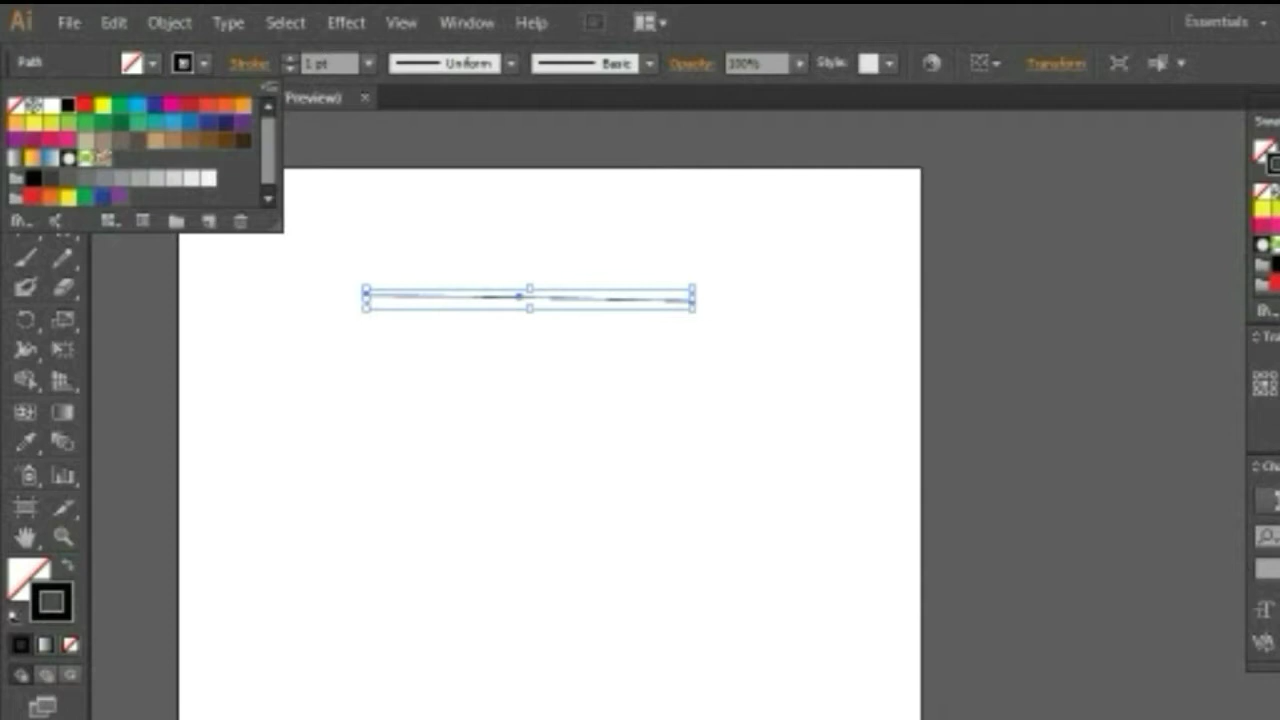 Ai File Edit Object Type Select Effect View Window Help Essentials
Path Stroke: 1 pt Uniform Basic Opacity: 100% Style: Transform
Preview)